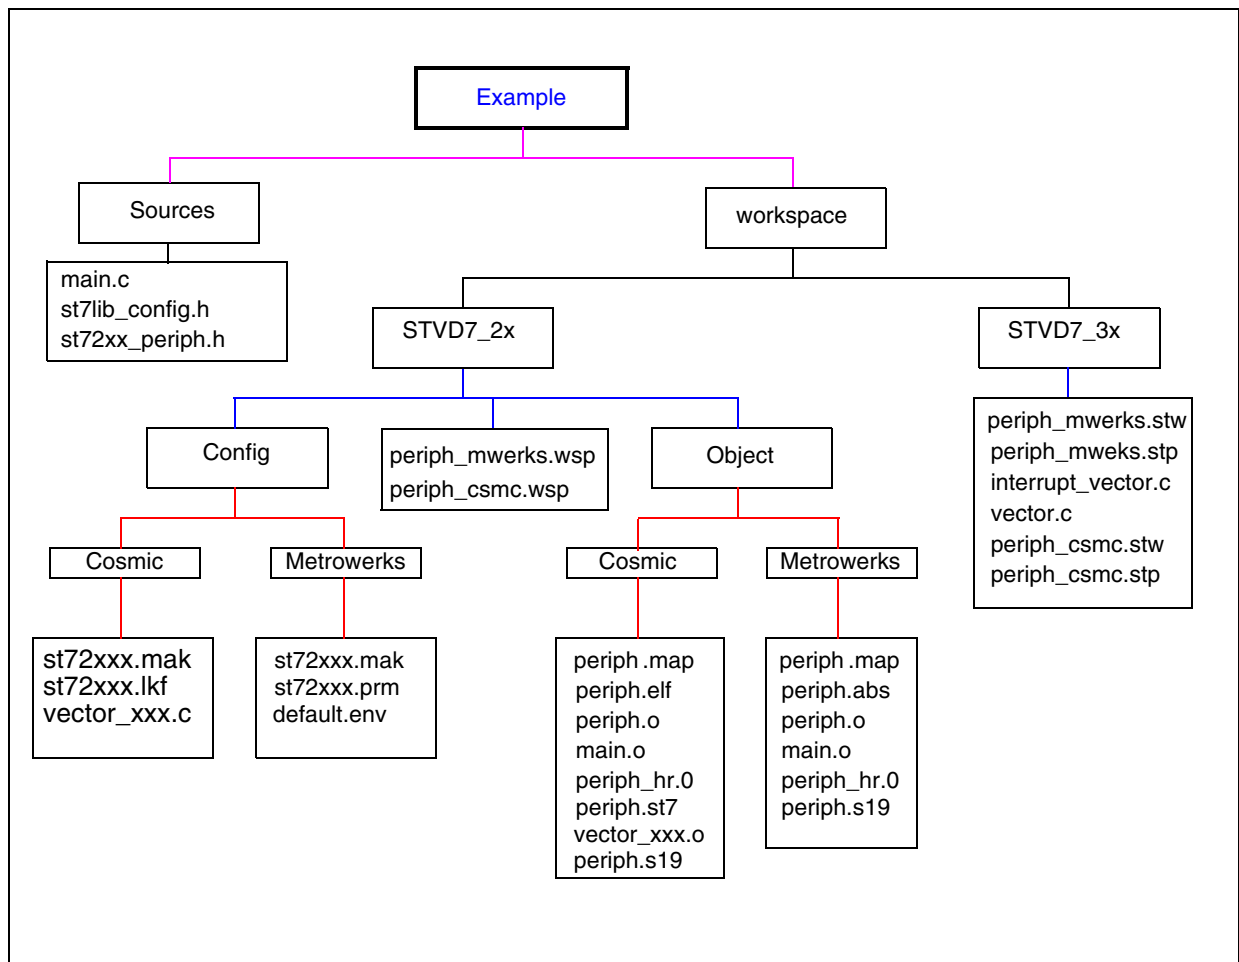 Example
Sources
workspace
main.c
st7lib_config.h
st72xx_periph.h
STVD7_2x
STVD7_3x
Config
periph_mwerks.wsp
periph_csmc.wsp
Object
periph_mwerks.stw
periph_mweks.stp
interrupt_vector.c
vector.c
periph_csmc.stw
periph_csmc.stp
Cosmic
Metrowerks
Cosmic
Metrowerks
st72xxx.mak
st72xxx.lkf
vector_xxx.c
st72xxx.mak
st72xxx.prm
default.env
periph .map
periph.elf
periph.o
main.o
periph_hr.0
periph.st7
vector_xxx.o
periph.s19
periph .map
periph.abs
periph.o
main.o
periph_hr.0
periph.s19